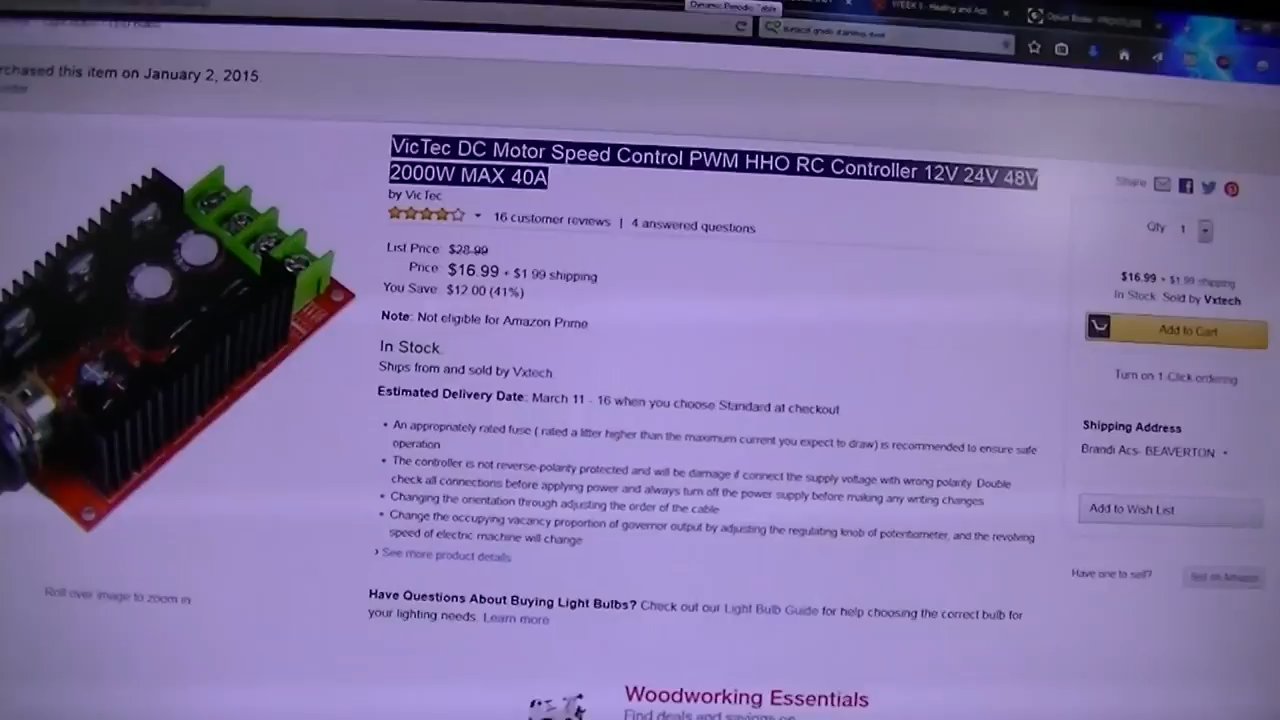 Dynamic Periodic Table
rchased this item on January 2, 2015.
VicTec DC Motor Speed Control PWM HHO RC Controller 12V 24V 48V
2000W MAX 40A
by VicTec
16 customer reviews | 4 answered questions
Share
Qty 1
List Price $28.99
Price $16.99 + $1.99 shipping
You Save $12.00 (41%)
$16.99 + $1.99 shipping
In Stock. Sold by Vxtech
Note: Not eligible for Amazon Prime
Add to Cart
In Stock.
Ships from and sold by Vxtech
Turn on 1-Click ordering
Estimated Delivery Date: March 11 - 16 when you choose Standard at checkout
Shipping Address
Brandi Acs- BEAVERTON
• An appropriately rated fuse ( rated a litter higher than the maximum current you expect to draw) is recommended to ensure safe
operation
• The controller is not reverse-polarity protected and will be damage if connect the supply voltage with wrong polarity. Double
check all connections before applying power and always turn off the power supply before making any writing changes
• Changing the orientation through adjusting the order of the cable
• Change the occupying vacancy proportion of governor output by adjusting the regulating knob of potentiometer, and the revolving
speed of electric machine will change
› See more product details
Add to Wish List
Have one to sell?
Sell on Amazon
Roll over image to zoom in
Have Questions About Buying Light Bulbs? Check out our Light Bulb Guide for help choosing the correct bulb for
your lighting needs. Learn more
Woodworking Essentials
Find deals and savings on